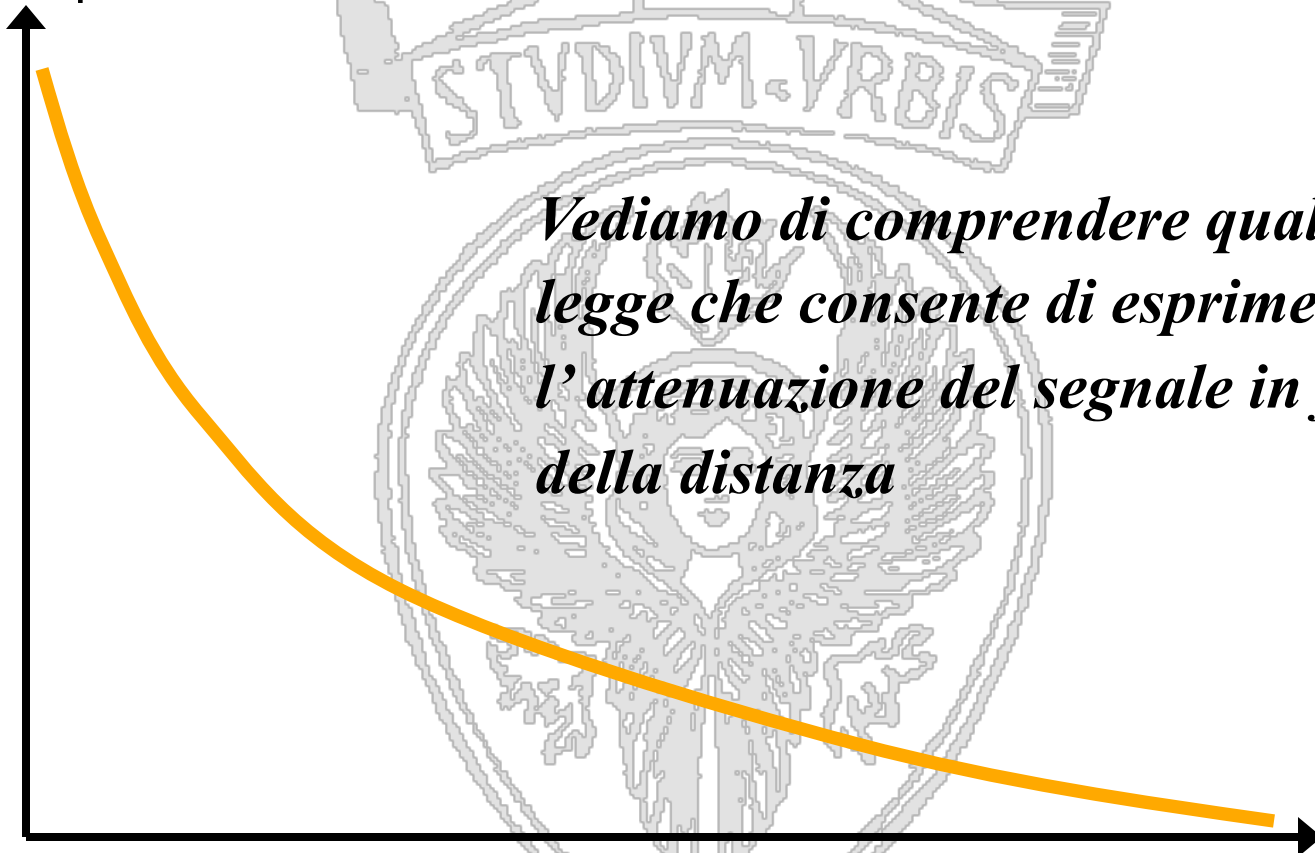 STVDIVM VRBIS
Vediamo di comprendere qual
legge che consente di esprime
l’ attenuazione del segnale in
della distanza